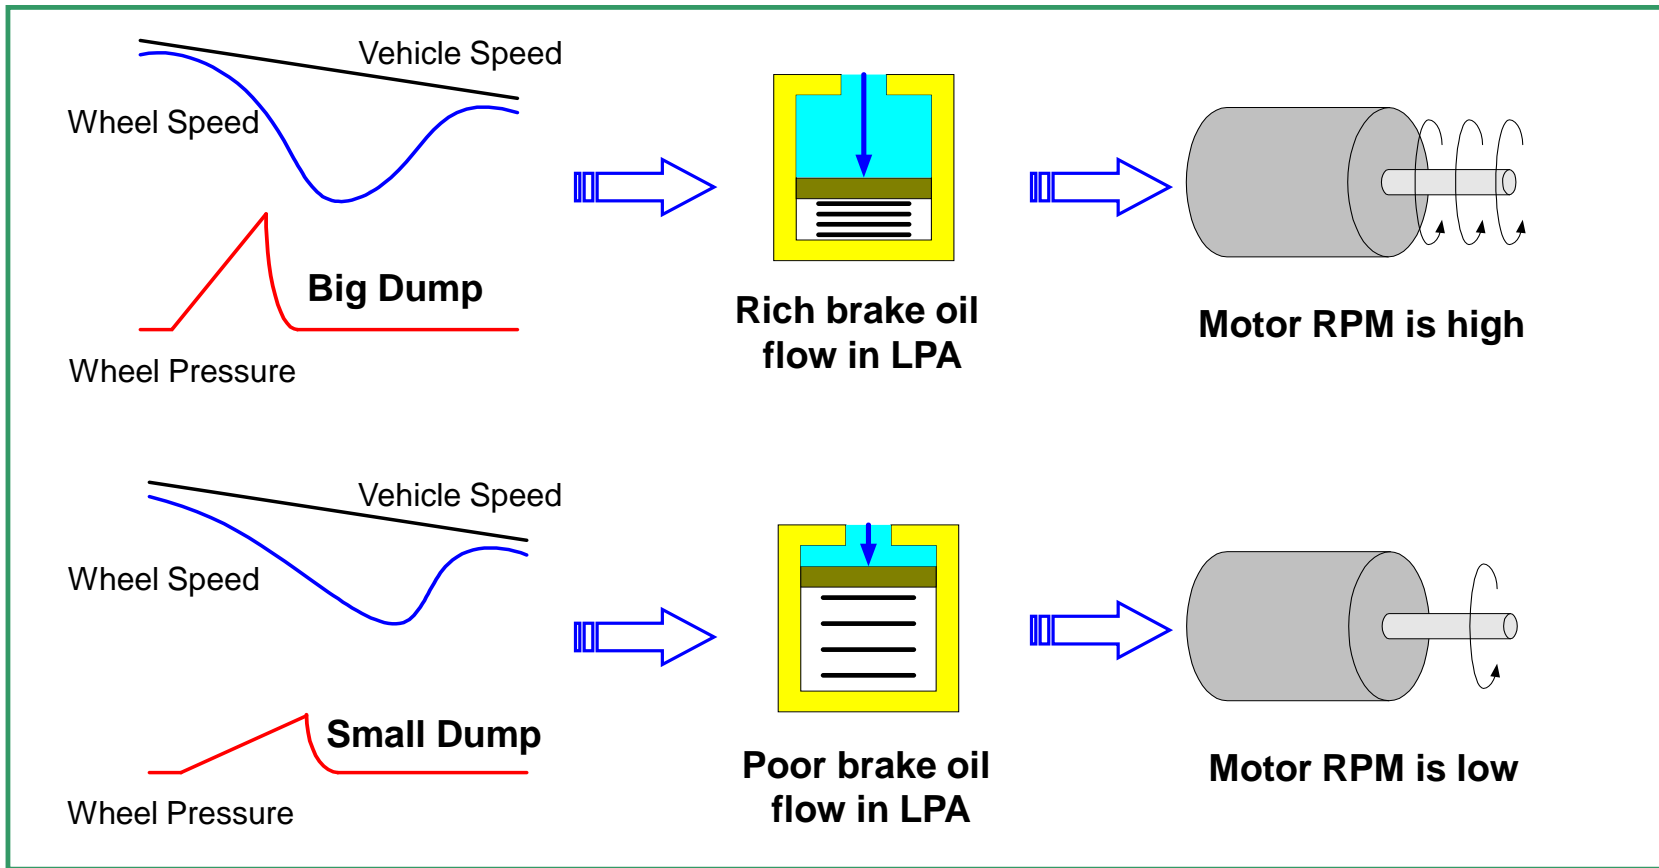 Vehicle Speed
Wheel Speed
Big Dump
Wheel Pressure
Rich brake oil
flow in LPA
Motor RPM is high
Vehicle Speed
Wheel Speed
Small Dump
Wheel Pressure
Poor brake oil
flow in LPA
Motor RPM is low